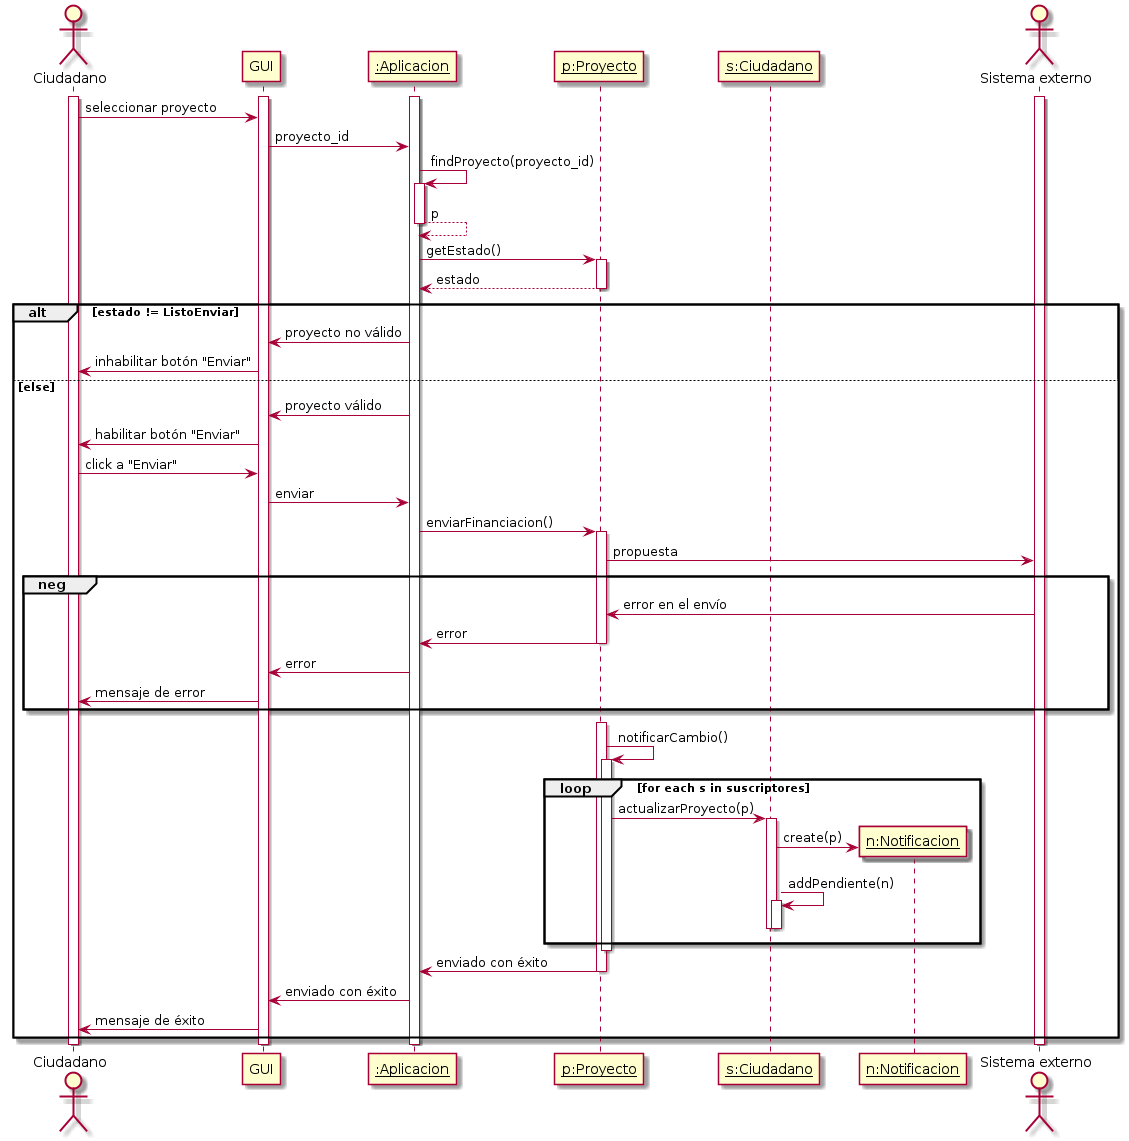 Ciudadano
GUI
:Aplicacion
p:Proyecto
s:Ciudadano
Sistema externo
seleccionar proyecto
proyecto_id
findProyecto(proyecto_id)
p
getEstado()
estado
alt
[estado != ListoEnviar]
proyecto no válido
inhabilitar botón "Enviar"
[else]
proyecto válido
habilitar botón "Enviar"
click a "Enviar"
enviar
enviarFinanciacion()
propuesta
neg
error en el envío
error
error
mensaje de error
notificarCambio()
loop
[for each s in suscriptores]
actualizarProyecto(p)
create(p)
n:Notificacion
addPendiente(n)
enviado con éxito
enviado con éxito
mensaje de éxito
Ciudadano
GUI
:Aplicacion
p:Proyecto
s:Ciudadano
n:Notificacion
Sistema externo